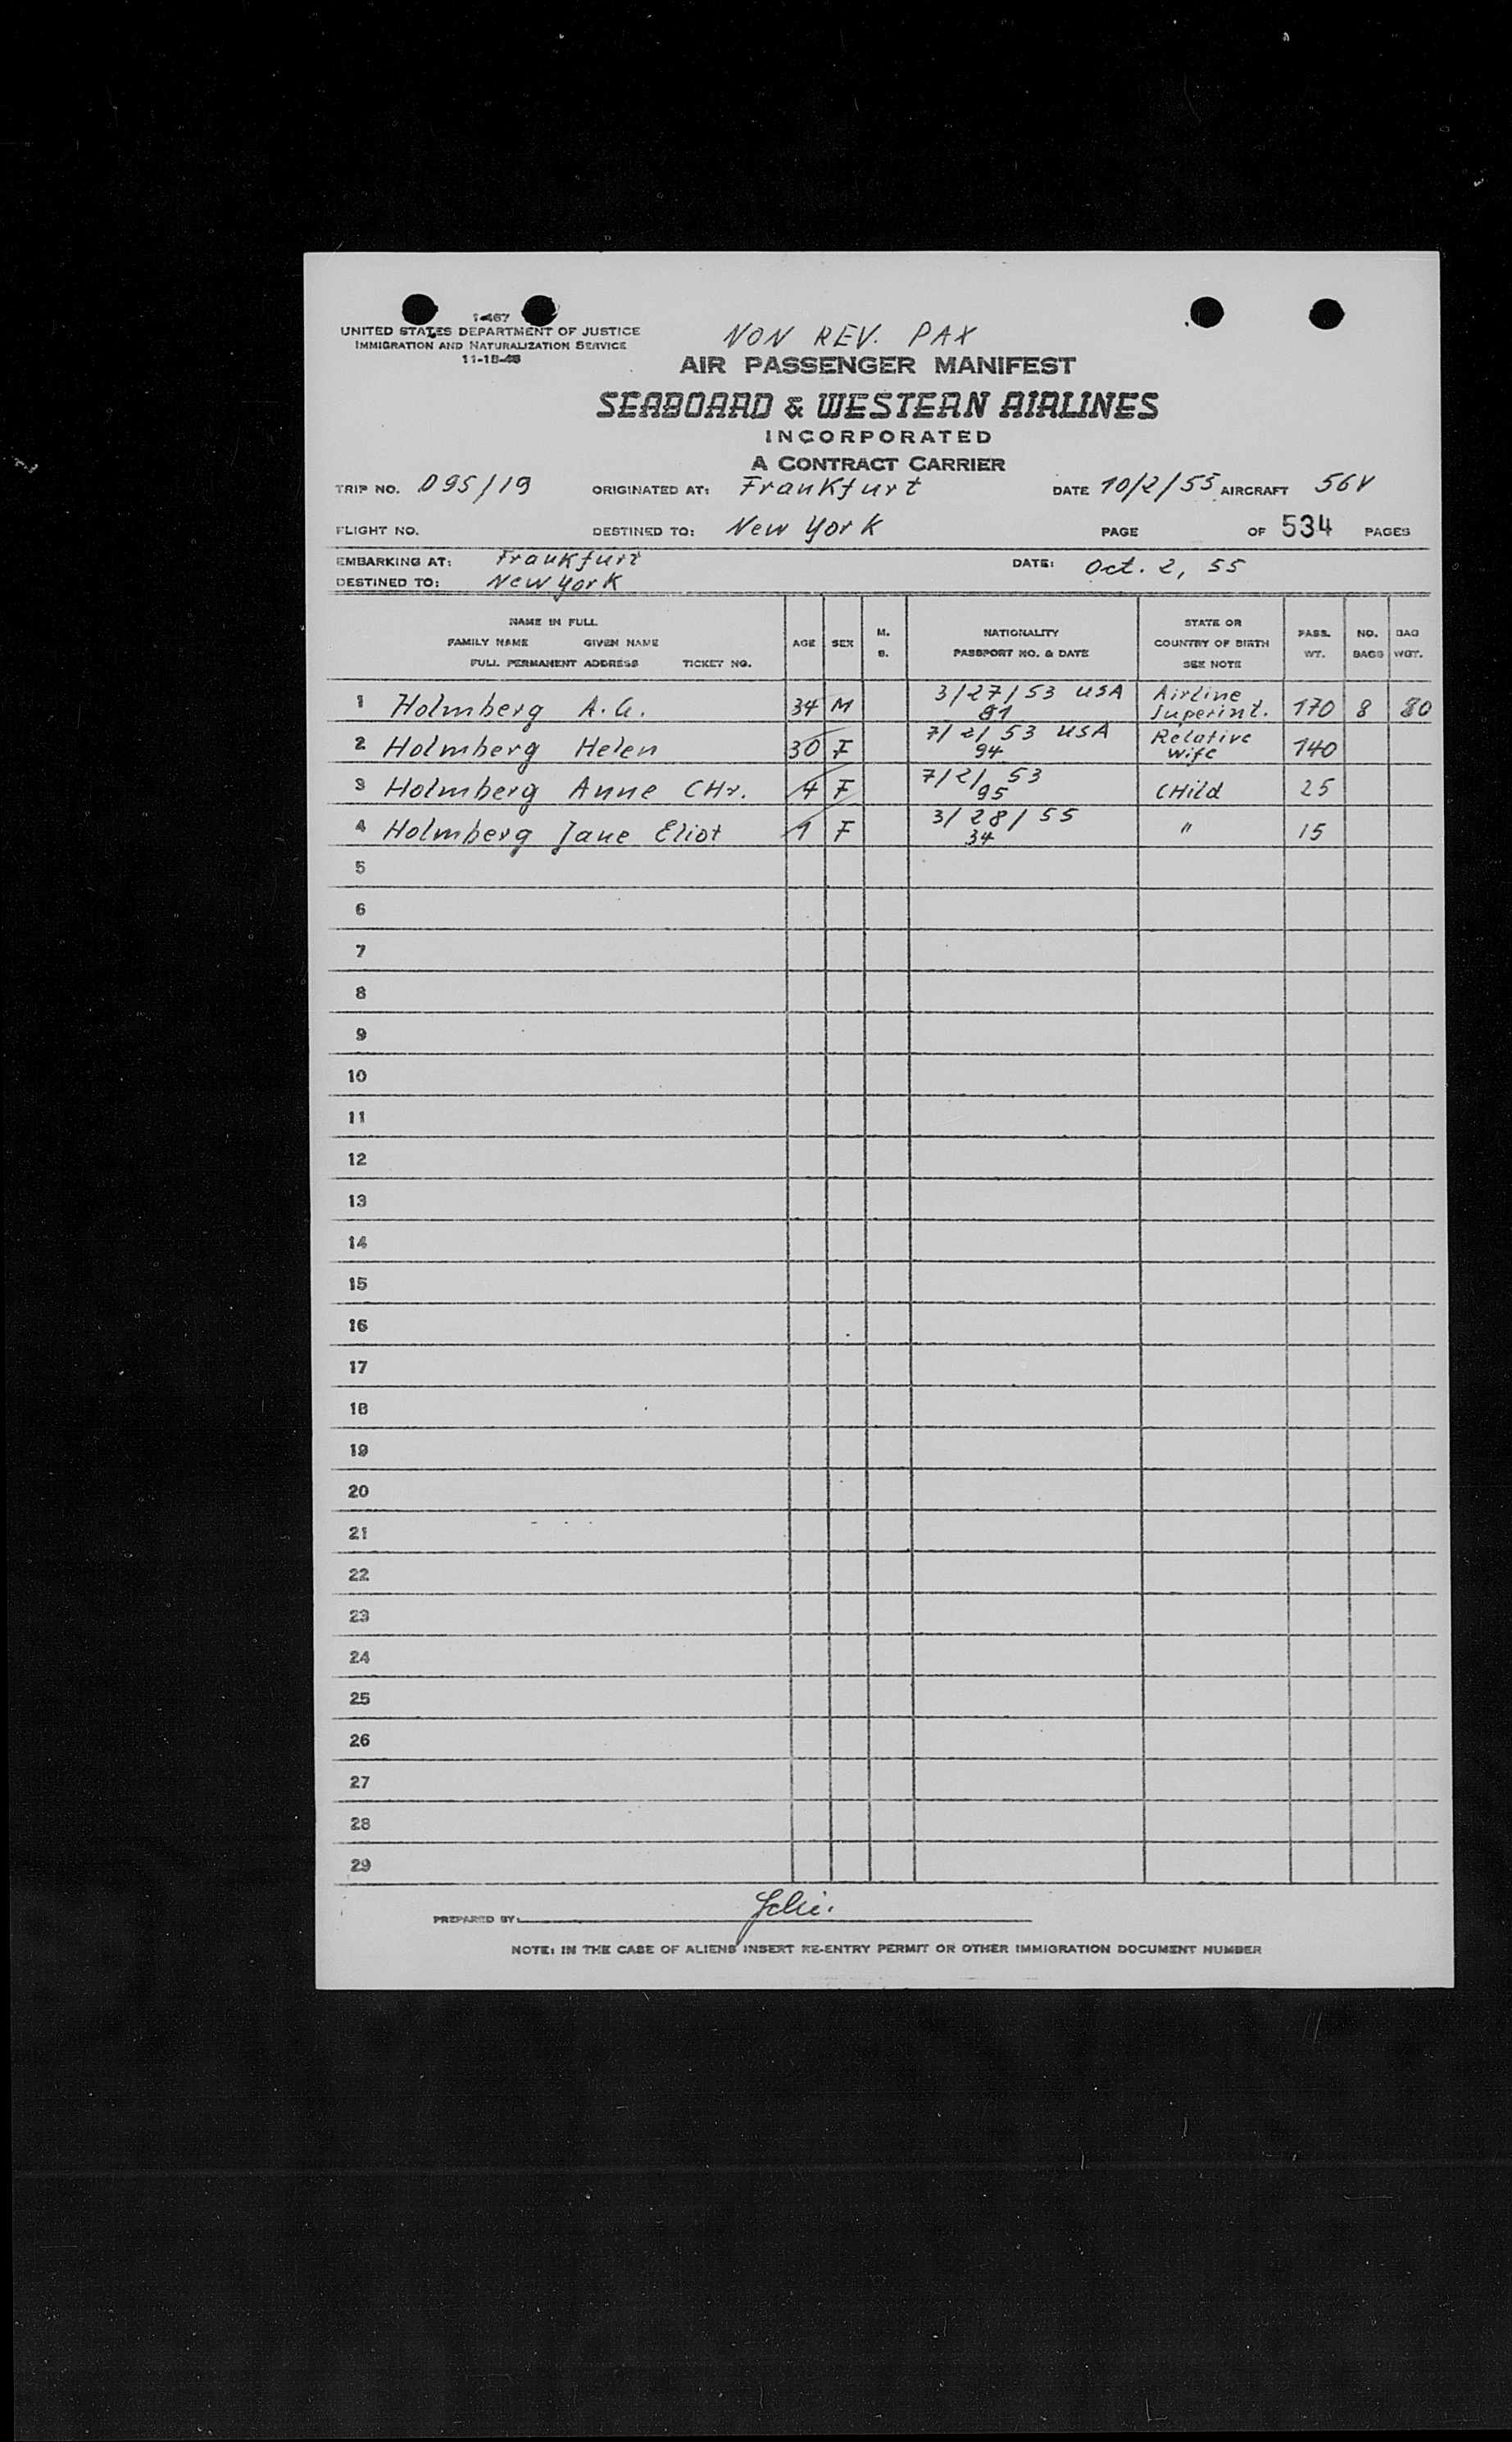 1-467
UNITED STATES DEPARTMENT OF JUSTICE
IMMIGRATION AND NATURALIZATION SERVICE
11-18-48
NON REV. PAX
AIR PASSENGER MANIFEST
SEABOARD & WESTERN AIRLINES
INCORPORATED
A CONTRACT CARRIER
TRIP NO. D95/19 ORIGINATED AT: Frankfurt DATE 10/2/55 AIRCRAFT 56V
FLIGHT NO. DESTINED TO: New York PAGE OF 534 PAGES
EMBARKING AT: Frankfurt DATE: Oct. 2, 55
DESTINED TO: New York
NAME IN FULL
FAMILY NAME GIVEN NAME
FULL PERMANENT ADDRESS TICKET NO.
AGE SEX M. B. NATIONALITY PASSPORT NO. & DATE STATE OR COUNTRY OF BIRTH SEE NOTE PASS. WT. NO. BAGS BAG WGT.
1 Holmberg A. G. 34 M 3/27/53 USA 81 Airline Superint. 170 8 80
2 Holmberg Helen 30 F 7/2/53 USA 94 Relative wife 140
3 Holmberg Anne CHr. 4 F 7/2/53 95 CHild 25
4 Holmberg Jane Eliot 1 F 3/28/55 34 " 15
5
6
7
8
9
10
11
12
13
14
15
16
17
18
19
20
21
22
23
24
25
26
27
28
29
PREPARED BY:
NOTE: IN THE CASE OF ALIENS INSERT RE-ENTRY PERMIT OR OTHER IMMIGRATION DOCUMENT NUMBER